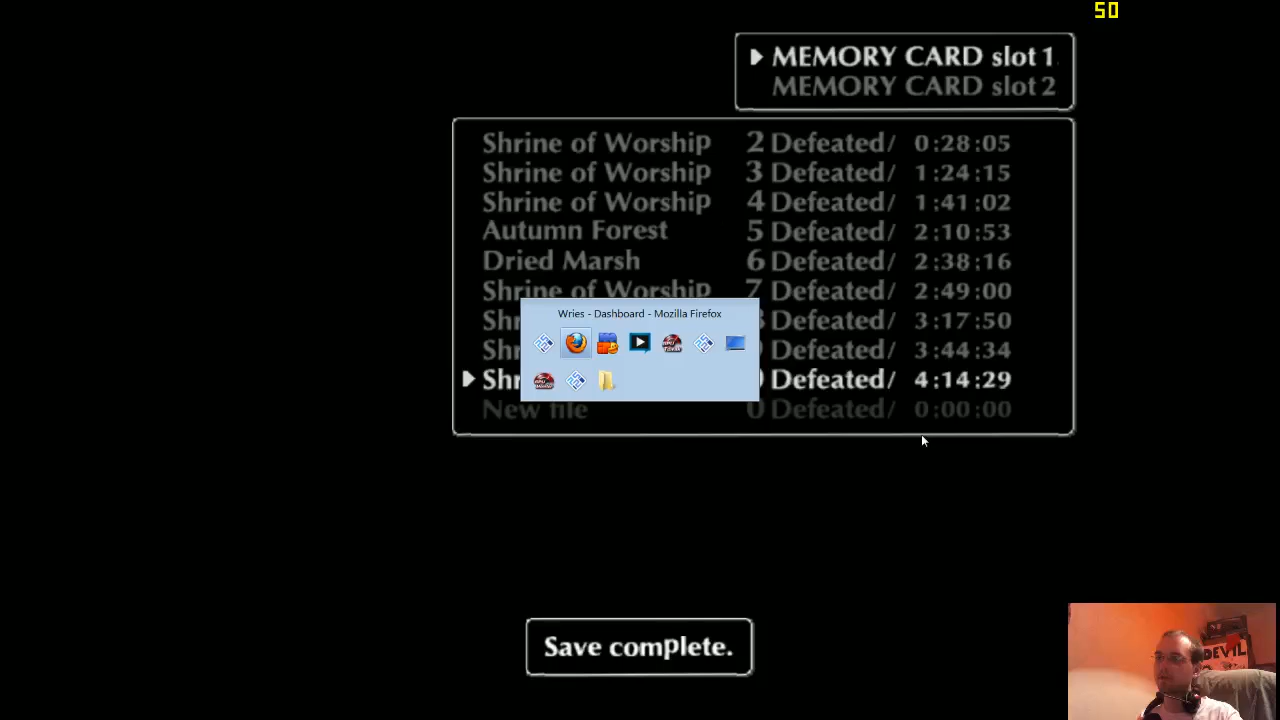 50
MEMORY CARD slot 1
MEMORY CARD slot 2
Shrine of Worship 2 Defeated/ 0:28:05
Shrine of Worship 3 Defeated/ 1:24:15
Shrine of Worship 4 Defeated/ 1:41:02
Autumn Forest 5 Defeated/ 2:10:53
Dried Marsh 6 Defeated/ 2:38:16
Shrine of Worship 7 Defeated/ 2:49:00
Wries - Dashboard - Mozilla Firefox
Defeated/ 3:17:50
Defeated/ 3:44:34
Defeated/ 4:14:29
New file 0 Defeated/ 0:00:00
Save complete.
DEVIL